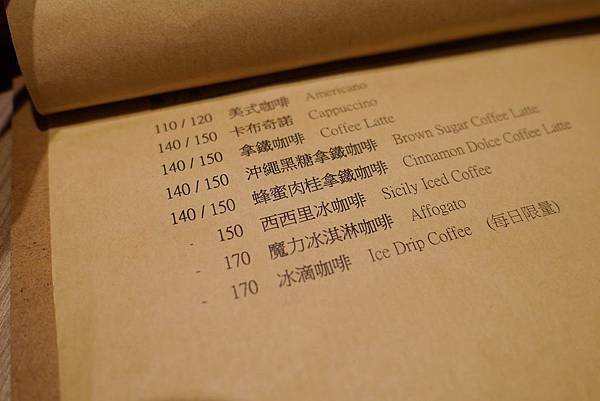 110 / 120 美式咖啡 Americano
140 / 150 卡布奇諾 Cappuccino
140 / 150 拿鐵咖啡 Coffee Latte
140 / 150 沖繩黑糖拿鐵咖啡 Brown Sugar Coffee Latte
140 / 150 蜂蜜肉桂拿鐵咖啡 Cinnamon Dolce Coffee Latte
- 150 西西里冰咖啡 Sicily Iced Coffee
- 170 魔力冰淇淋咖啡 Affogato
- 170 冰滴咖啡 Ice Drip Coffee (每日限量)